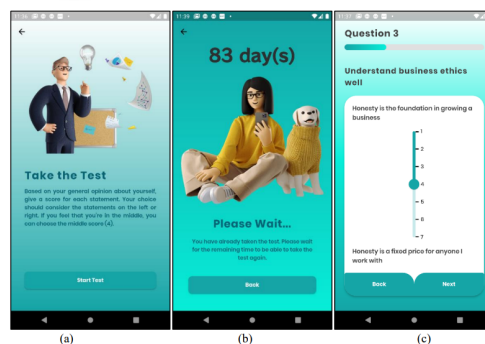 11:39
Take the Test
Based on your general opinion about yourself,
give a score for each statement. Your choice
should consider the statements on the left or
right. If you feel that you're in the middle, you
can choose the middle score (4).
Start Test
(a)
11:39
83 day(s)
Please Wait...
You have already taken the test. Please wait
for the remaining time to be able to take the
test again.
Back
(b)
Question 3
Understand business ethics
well
Honesty is the foundation in growing a
business
1
2
3
4
5
6
7
Honesty is a fixed price for anyone I
work with
Back
Next
(c)